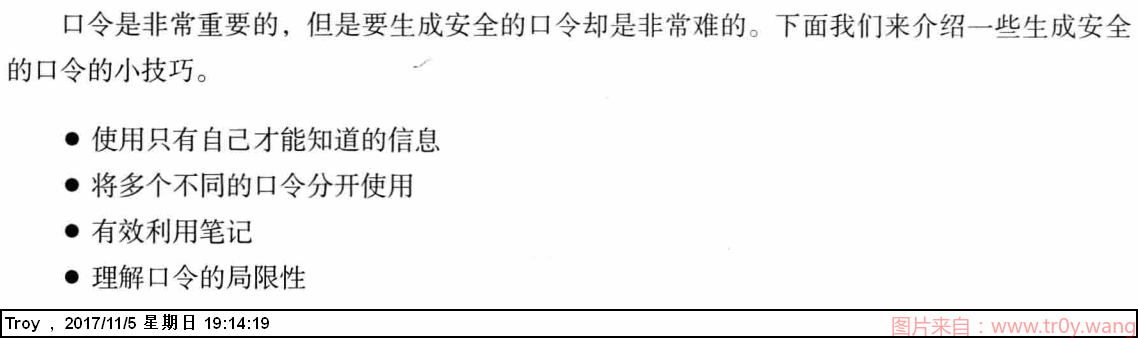 口令是非常重要的，但是要生成安全的口令却是非常难的。下面我们来介绍一些生成安全
的口令的小技巧。
● 使用只有自己才能知道的信息
● 将多个不同的口令分开使用
● 有效利用笔记
● 理解口令的局限性
Troy , 2017/11/5 星期日 19:14:19
图片来自：www.tr0y.wang